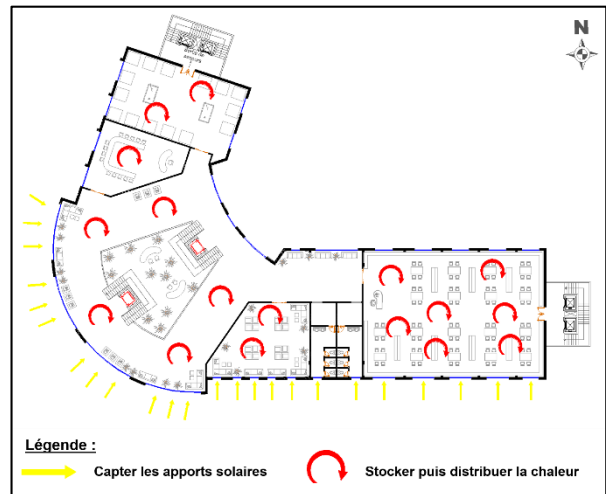 N
Légende :
Capter les apports solaires
Stocker puis distribuer la chaleur